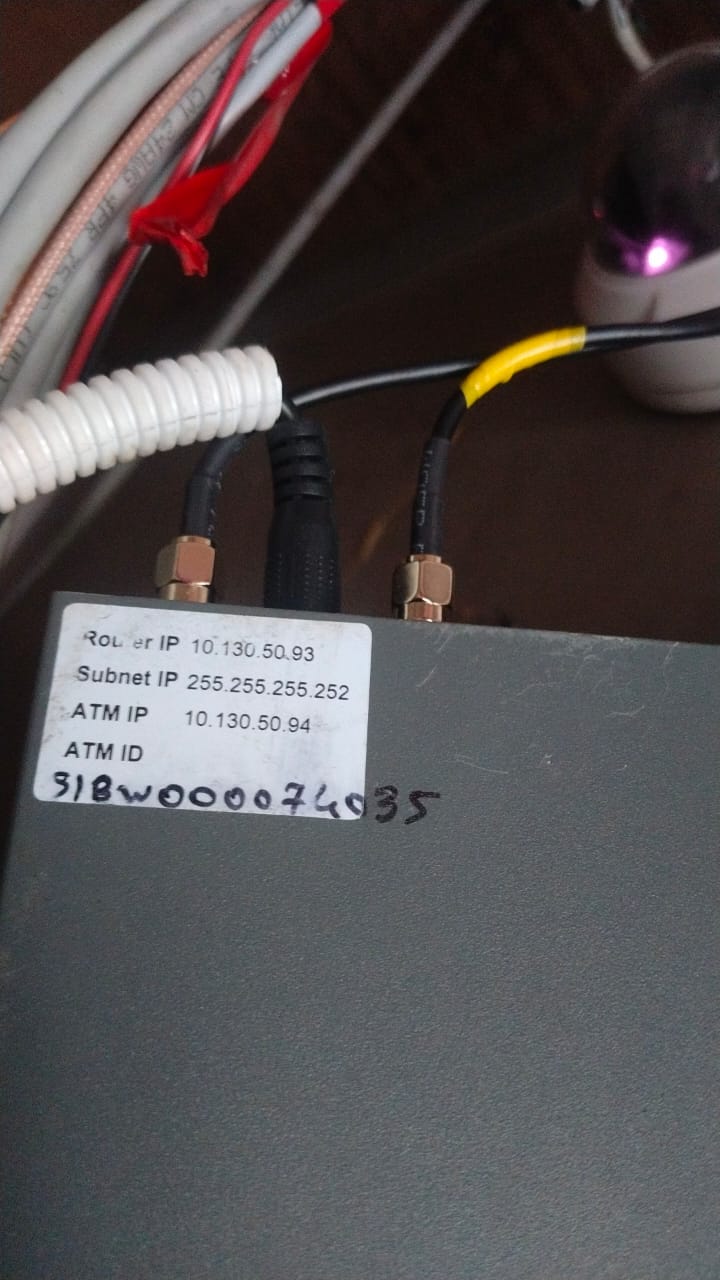 Router IP 10.130.50.93
Subnet IP 255.255.255.252
ATM IP 10.130.50.94
ATM ID
S1BW000074035